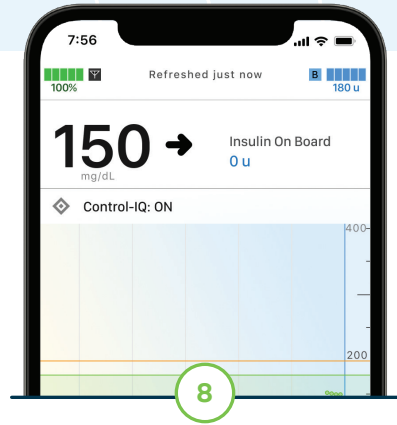 7:56
100%
Refreshed just now
B
180 u
150
mg/dL
Insulin On Board
0 u
Control-IQ: ON
400
200
8